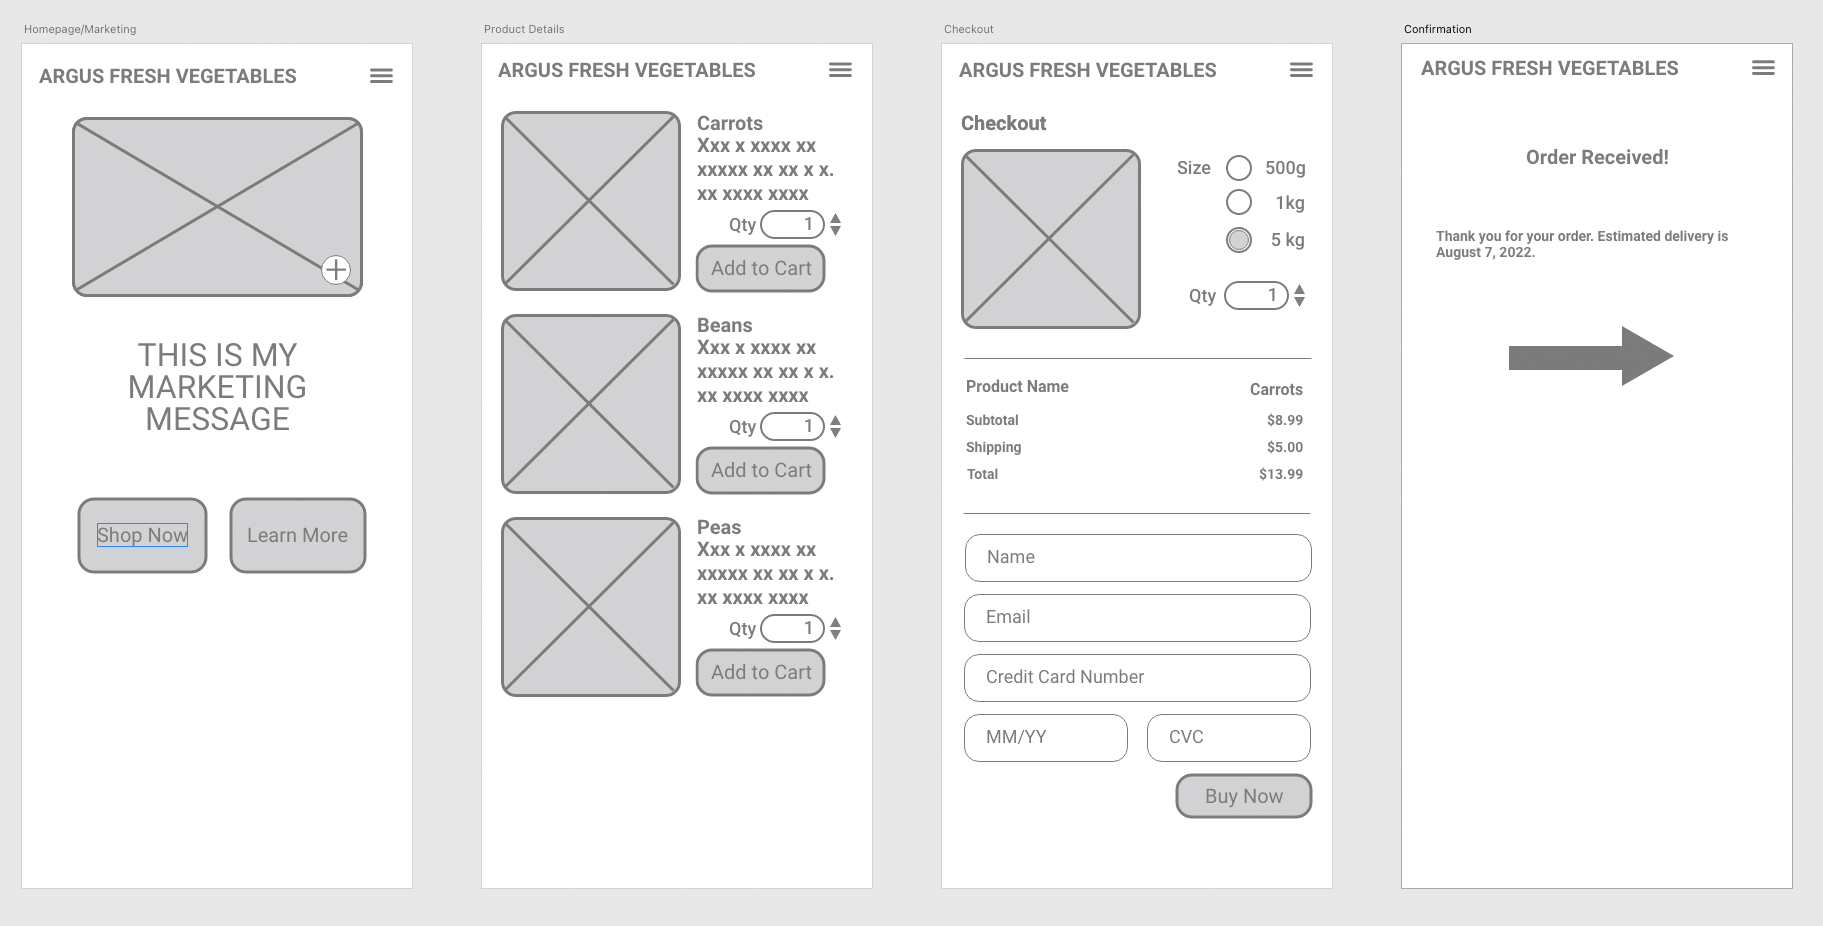 Homepage/Marketing
ARGUS FRESH VEGETABLES
THIS IS MY
MARKETING
MESSAGE
Shop Now
Learn More
Product Details
ARGUS FRESH VEGETABLES
Carrots
Xxx x xxxx xx
xxxxx xx xx x x.
xx xxxx xxxx
Qty 1
Add to Cart
Beans
Xxx x xxxx xx
xxxxx xx xx x x.
xx xxxx xxxx
Qty 1
Add to Cart
Peas
Xxx x xxxx xx
xxxxx xx xx x x.
xx xxxx xxxx
Qty 1
Add to Cart
Checkout
ARGUS FRESH VEGETABLES
Checkout
Size 500g
1kg
5 kg
Qty 1
Product Name Carrots
Subtotal $8.99
Shipping $5.00
Total $13.99
Name
Email
Credit Card Number
MM/YY CVC
Buy Now
Confirmation
ARGUS FRESH VEGETABLES
Order Received!
Thank you for your order. Estimated delivery is
August 7, 2022.